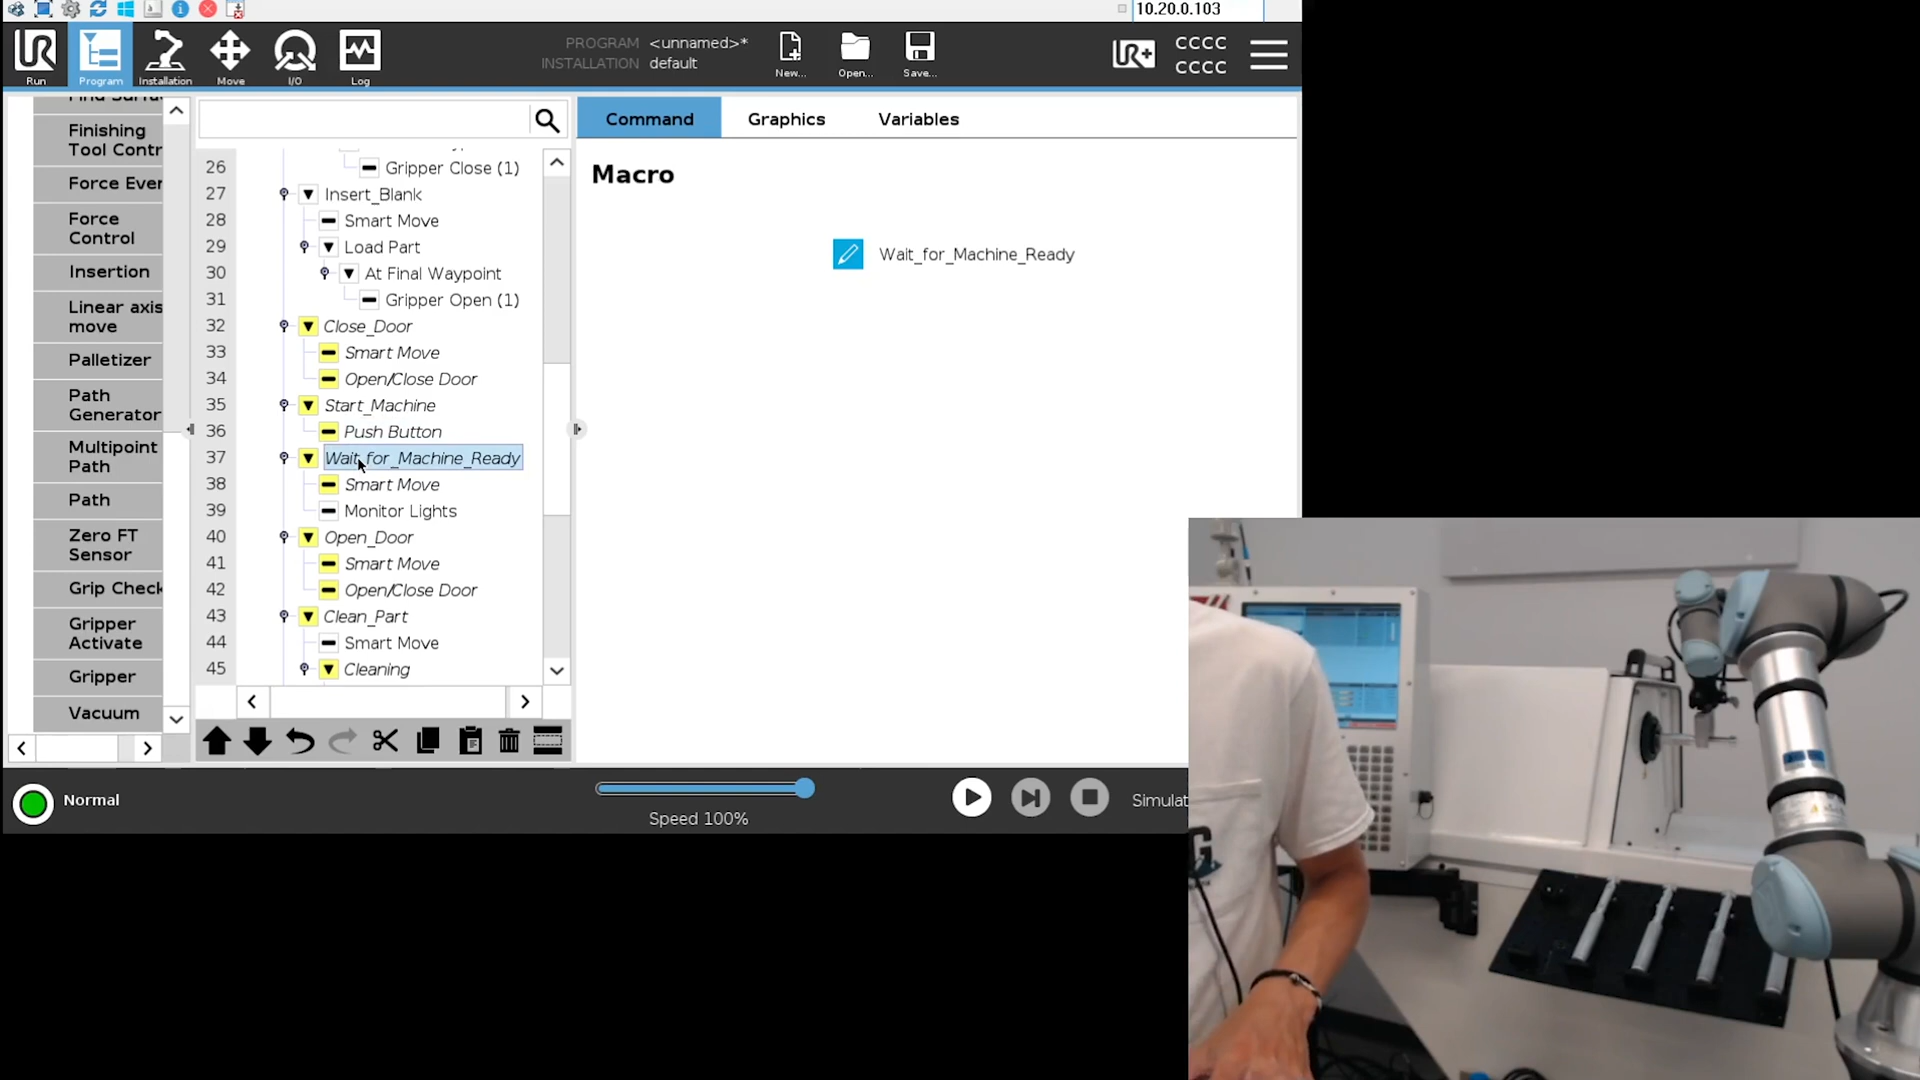 10.20.0.103
Run
Program
Installation
Move
I/O
Log
PROGRAM <unnamed>*
INSTALLATION default
New...
Open...
Save...
UR+
CCCC
CCCC
Finishing
Tool Contr
Force Ever
Force
Control
Insertion
Linear axis
move
Palletizer
Path
Generator
Multipoint
Path
Path
Zero FT
Sensor
Grip Check
Gripper
Activate
Gripper
Vacuum
26 Gripper Close (1)
27 Insert_Blank
28 Smart Move
29 Load Part
30 At Final Waypoint
31 Gripper Open (1)
32 Close_Door
33 Smart Move
34 Open/Close Door
35 Start_Machine
36 Push Button
37 Wait_for_Machine_Ready
38 Smart Move
39 Monitor Lights
40 Open_Door
41 Smart Move
42 Open/Close Door
43 Clean_Part
44 Smart Move
45 Cleaning
Command
Graphics
Variables
Macro
Wait_for_Machine_Ready
Normal
Speed 100%
Simulat